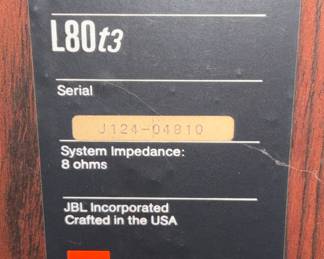 L80t3
Serial
J124-04810
System Impedance:
8 ohms
JBL Incorporated
Crafted in the USA